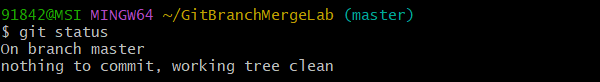 91842@MSI MINGW64 ~/GitBranchMergeLab (master)
$ git status
On branch master
nothing to commit, working tree clean